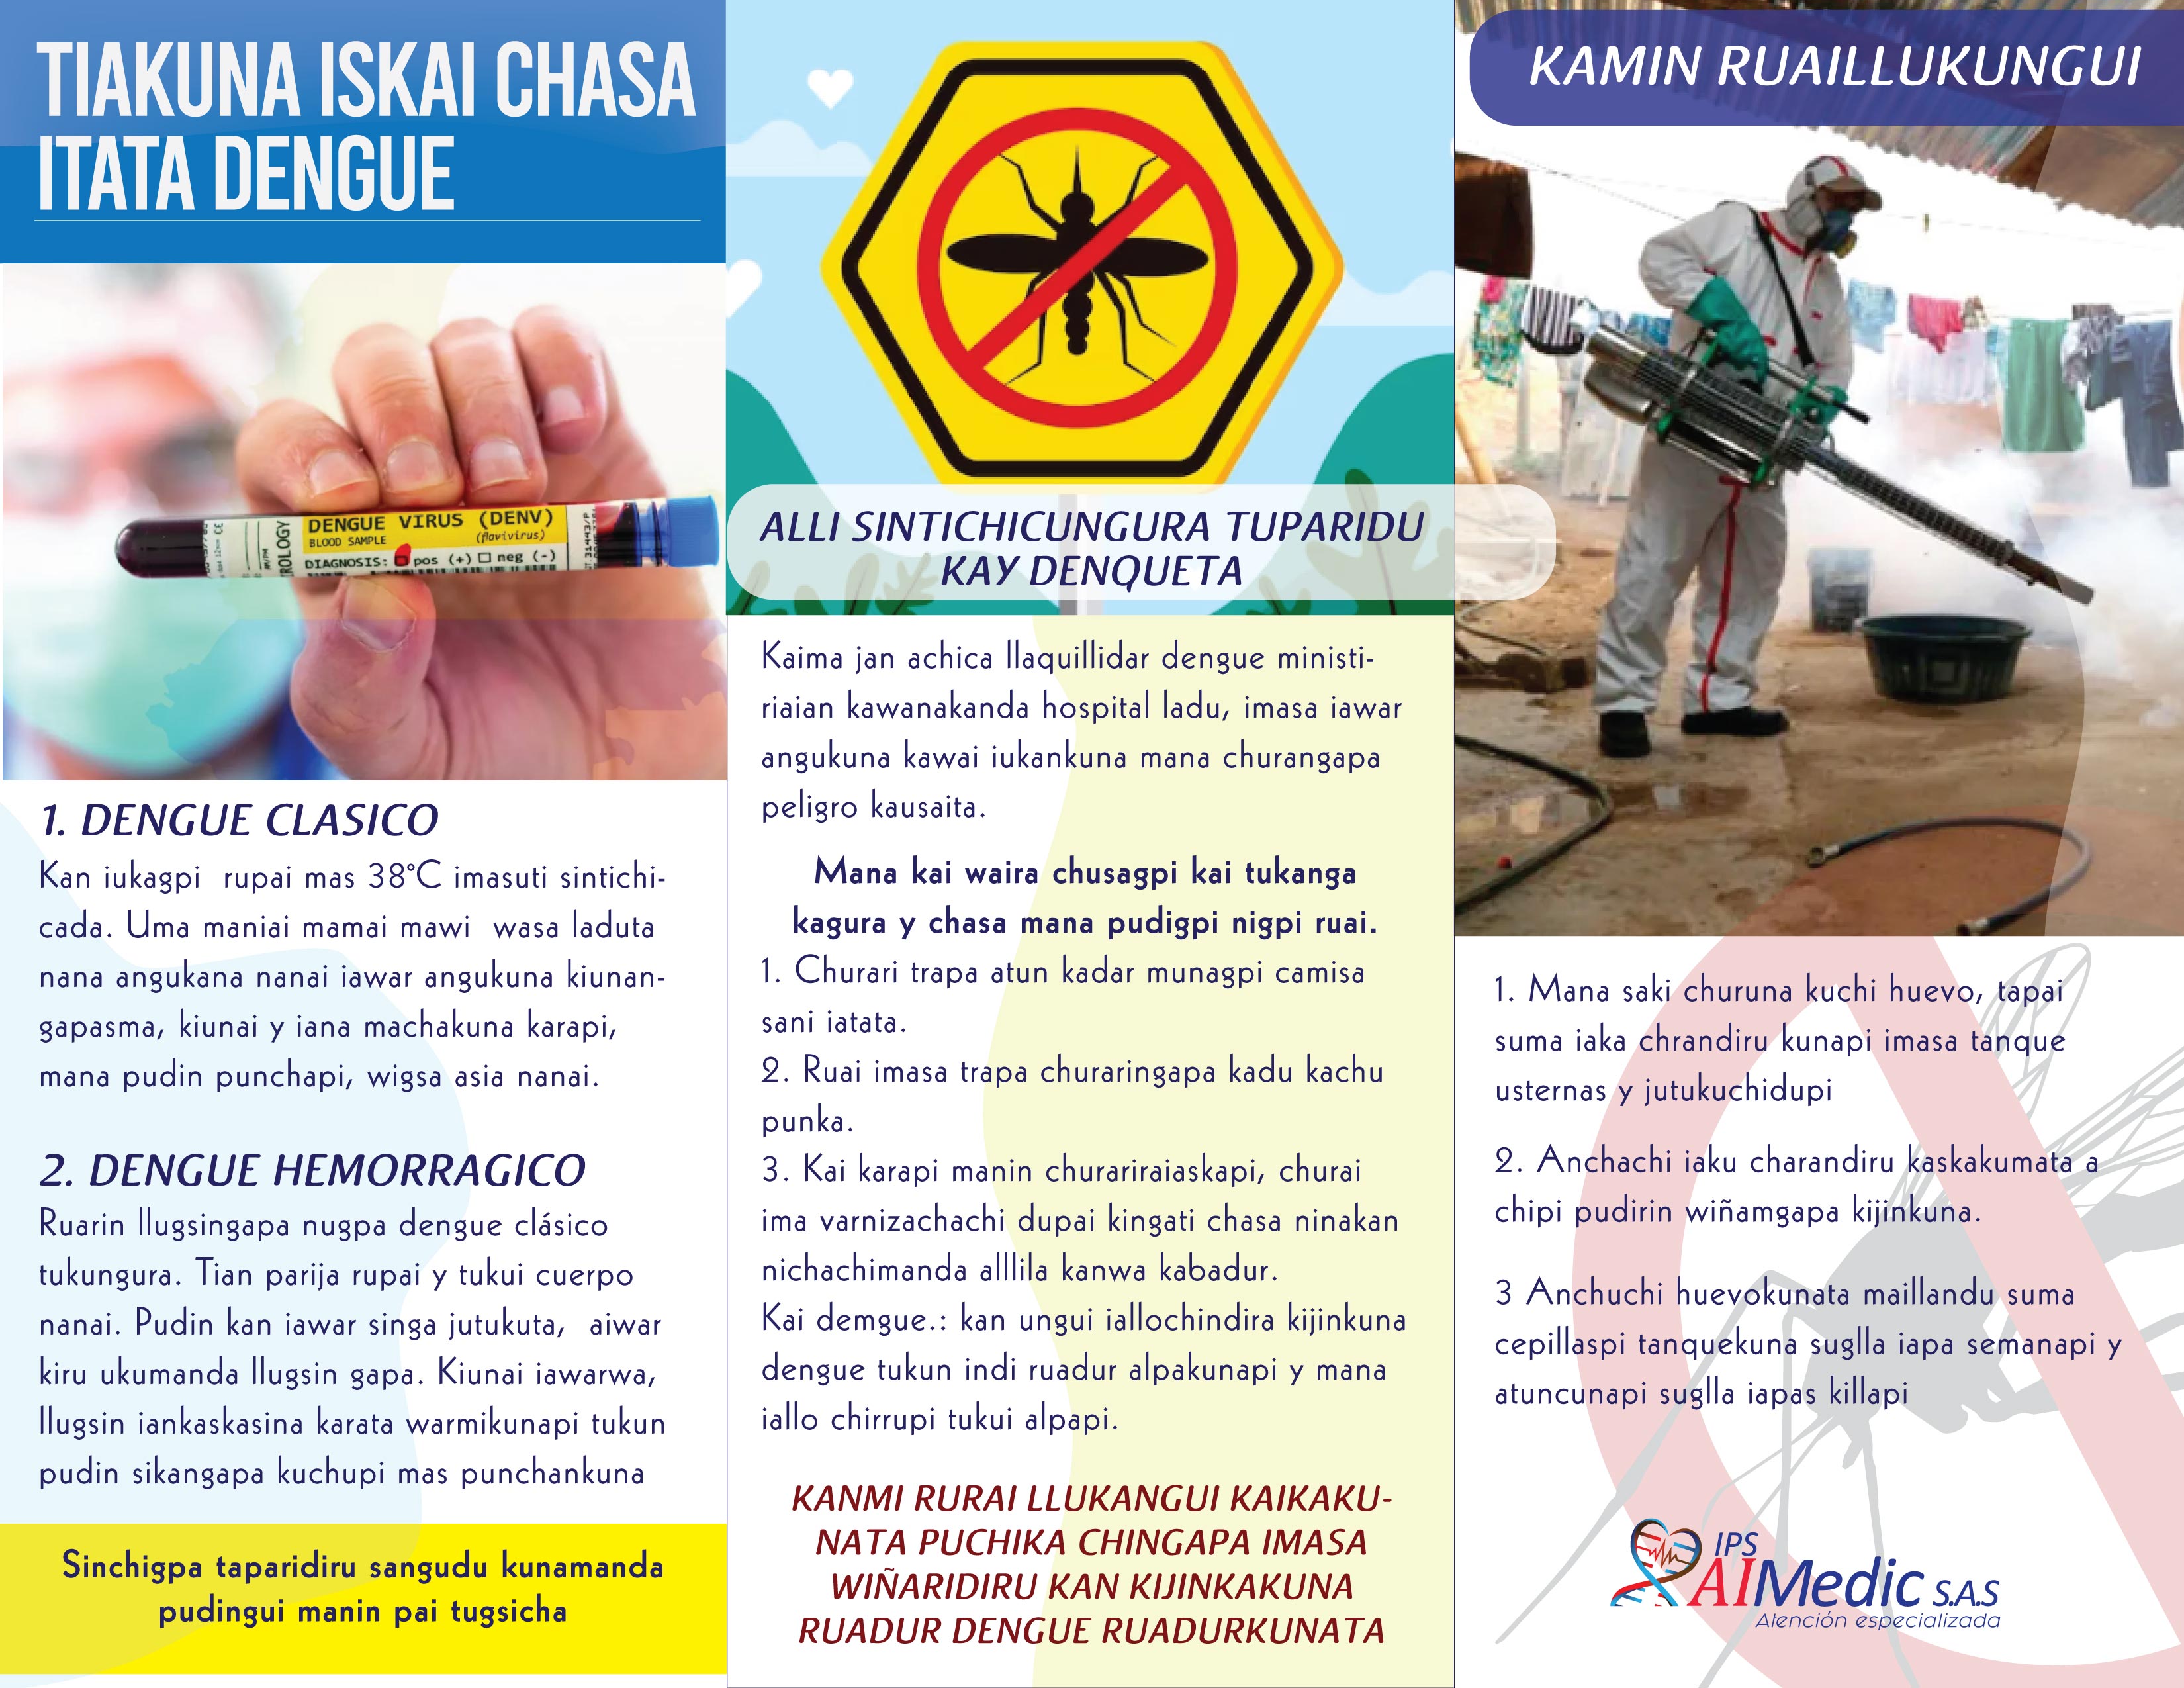 TIAKUNA ISKAI CHASA
ITATA DENGUE
DENGUE VIRUS (DENV)
(flavivirus)
BLOOD SAMPLE
DIAGNOSIS: pos (+) neg (-)
1. DENGUE CLASICO
Kan iukagpi rupai mas 38°C imasuti sintichi-
cada. Uma maniai mamai mawi wasa laduta
nana angukana nanai iawar angukuna kiunan-
gapasma, kiunai y iana machakuna karapi,
mana pudin punchapi, wigsa asia nanai.
2. DENGUE HEMORRAGICO
Ruarin llugsingapa nugpa dengue clásico
tukungura. Tian parija rupai y tukui cuerpo
nanai. Pudin kan iawar singa jutukuta, aiwar
kiru ukumanda llugsin gapa. Kiunai iawarwa,
llugsin iankaskasina karata warmikunapi tukun
pudin sikangapa kuchupi mas punchankuna
Sinchigpa taparidiru sangudu kunamanda
pudingui manin pai tugsicha
ALLI SINTICHICUNGURA TUPARIDU
KAY DENQUETA
Kaima jan achica llaquillidar dengue ministi-
riaian kawanakanda hospital ladu, imasa iawar
angukuna kawai iukankuna mana churangapa
peligro kausaita.
Mana kai waira chusagpi kai tukanga
kagura y chasa mana pudigpi nigpi ruai.
1. Churari trapa atun kadar munagpi camisa
sani iatata.
2. Ruai imasa trapa churaringapa kadu kachu
punka.
3. Kai karapi manin churariraiaskapi, churai
ima varnizachachi dupai kingati chasa ninakan
nichachimanda alllila kanwa kabadur.
Kai demgue.: kan ungui iallochindira kijinkuna
dengue tukun indi ruadur alpakunapi y mana
iallo chirrupi tukui alpapi.
KANMI RURAI LLUKANGUI KAIKAKU-
NATA PUCHIKA CHINGAPA IMASA
WIÑARIDIRU KAN KIJINKAKUNA
RUADUR DENGUE RUADURKUNATA
KAMIN RUAILLUKUNGUI
1. Mana saki churuna kuchi huevo, tapai
suma iaka chrandiru kunapi imasa tanque
usternas y jutukuchidupi
2. Anchachi iaku charandiru kaskakumata a
chipi pudirin wiñamgapa kijinkuna.
3 Anchuchi huevokunata maillandu suma
cepillaspi tanquekuna suglla iapa semanapi y
atuncunapi suglla iapas killapi
IPS
AIMedic S.A.S
Atención especializada